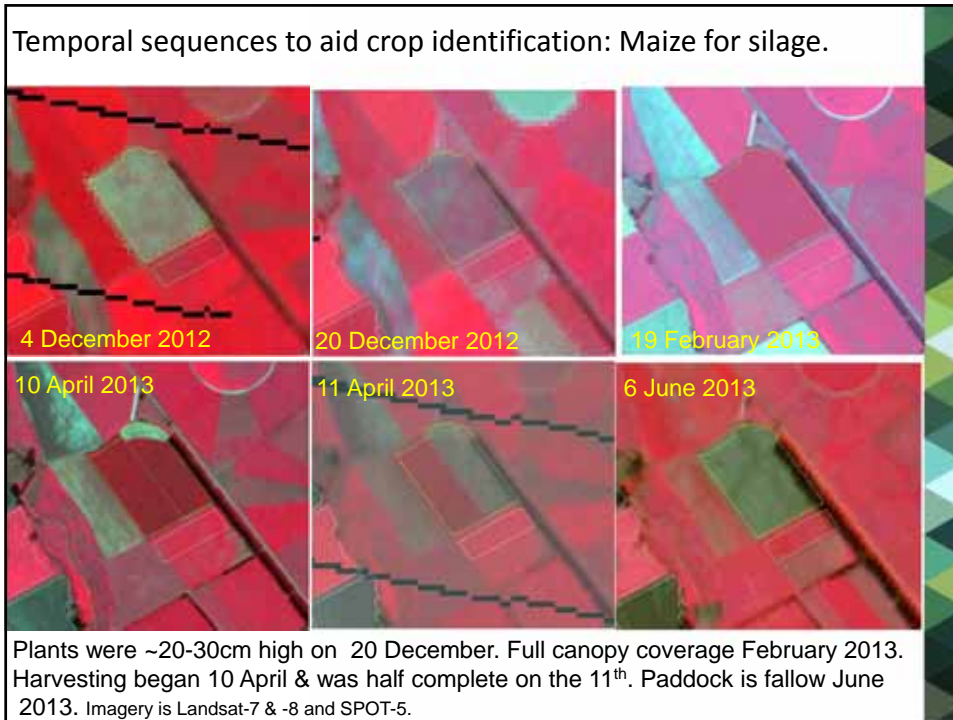 Temporal sequences to aid crop identification: Maize for silage.
4 December 2012
20 December 2012
19 February 2013
10 April 2013
11 April 2013
6 June 2013
Plants were ~20-30cm high on 20 December. Full canopy coverage February 2013.
Harvesting began 10 April & was half complete on the 11th. Paddock is fallow June
2013. Imagery is Landsat-7 & -8 and SPOT-5.